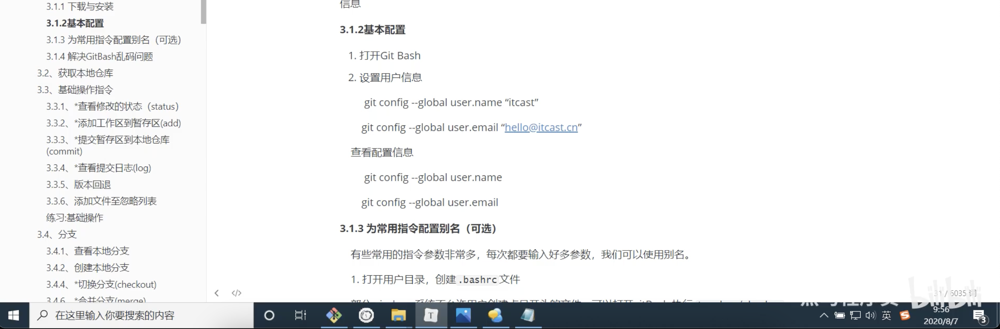 3.1.1 下载与安装
3.1.2基本配置
3.1.3 为常用指令配置别名（可选）
3.1.4 解决GitBash乱码问题
3.2、获取本地仓库
3.3、基础操作指令
3.3.1、*查看修改的状态（status）
3.3.2、*添加工作区到暂存区(add)
3.3.3、*提交暂存区到本地仓库
(commit)
3.3.4、*查看提交日志(log)
3.3.5、版本回退
3.3.6、添加文件至忽略列表
练习:基础操作
3.4、分支
3.4.1、查看本地分支
3.4.2、创建本地分支
3.4.4、*切换分支(checkout)
3.4.6、*合并分支(merge)
信息
3.1.2基本配置
1. 打开Git Bash
2. 设置用户信息
git config --global user.name “itcast”
git config --global user.email “hello@itcast.cn”
查看配置信息
git config --global user.name
git config --global user.email
3.1.3 为常用指令配置别名（可选）
有些常用的指令参数非常多，每次都要输入好多参数，我们可以使用别名。
1. 打开用户目录，创建.bashrc文件
31 / 6035 词
bilibili
在这里输入你要搜索的内容
T
英
S
9:56
2020/8/7
3